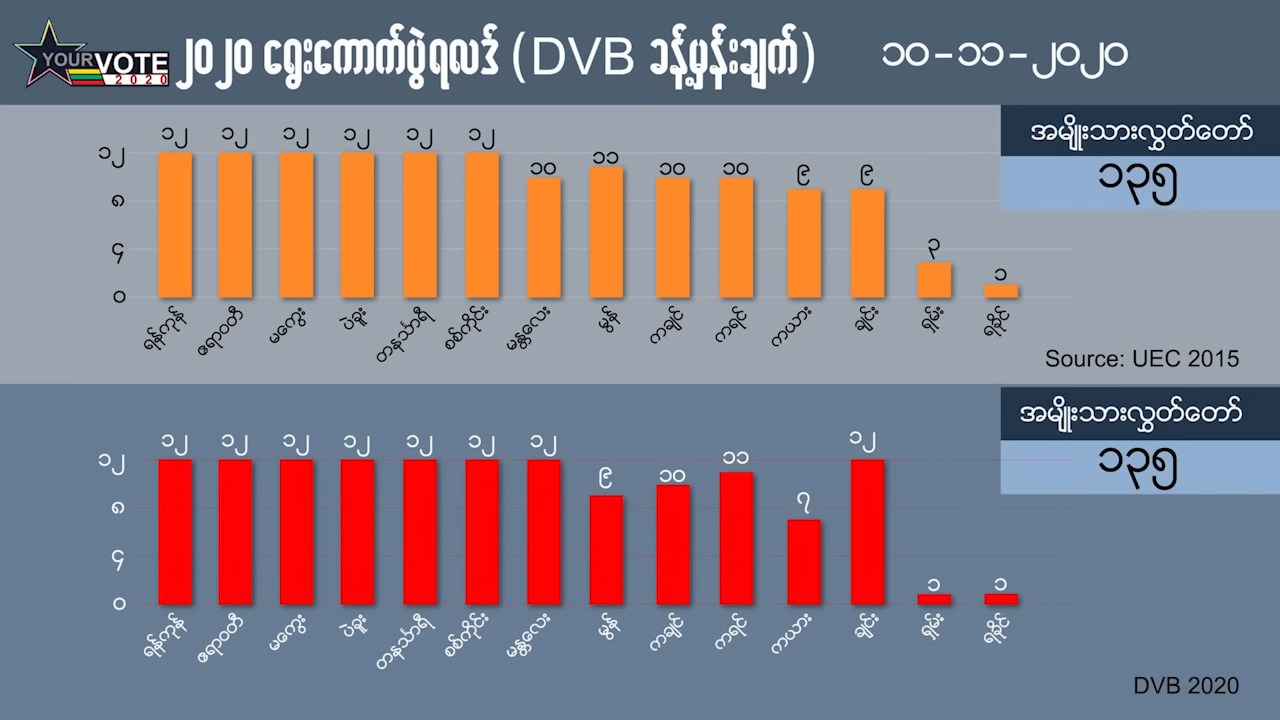 YOURVOTE
2020
၂၀၂၀ ရွေးကောက်ပွဲရလဒ် (DVB ခန့်မှန်းချက်)
၁၀-၁၁-၂၀၂၀
အမျိုးသားလွှတ်တော်
၁၃၅
၁၂ ၁၂ ၁၂ ၁၂ ၁၂ ၁၂ ၁၀ ၁၁ ၁၀ ၁၀ ၉ ၉ ၃ ၁
၁၂
၈
၄
၀
ရန်ကုန် ဧရာဝတီ မကွေး ပဲခူး တနင်္သာရီ စစ်ကိုင်း မန္တလေး မွန် ကချင် ကရင် ကယား ချင်း ရှမ်း ရခိုင်
Source: UEC 2015
အမျိုးသားလွှတ်တော်
၁၃၅
၁၂ ၁၂ ၁၂ ၁၂ ၁၂ ၁၂ ၁၂ ၉ ၁၀ ၁၁ ၇ ၁၂ ၁ ၁
၁၂
၈
၄
၀
ရန်ကုန် ဧရာဝတီ မကွေး ပဲခူး တနင်္သာရီ စစ်ကိုင်း မန္တလေး မွန် ကချင် ကရင် ကယား ချင်း ရှမ်း ရခိုင်
DVB 2020